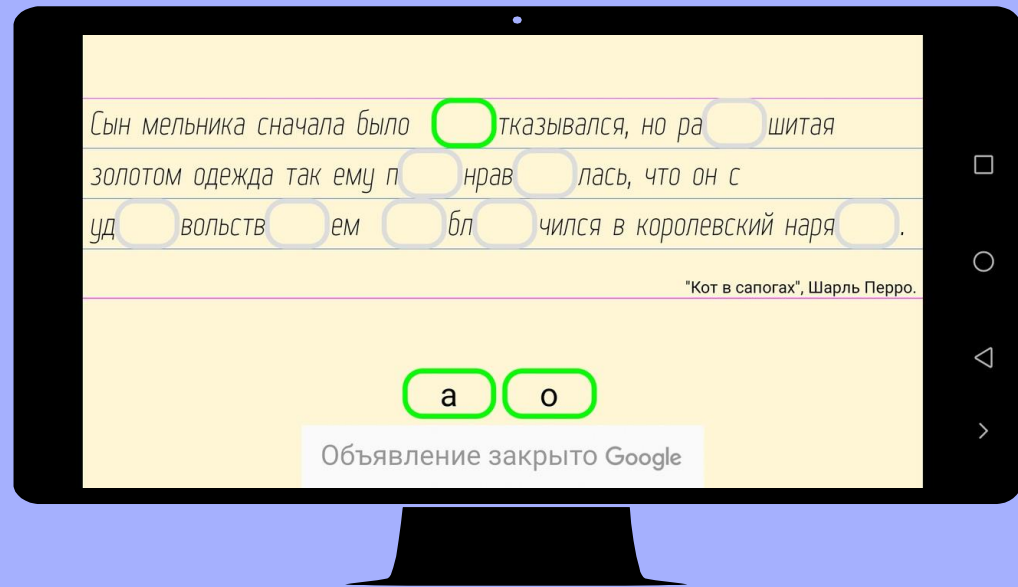 Сын мельника сначала было тказывался, но ра шитая
золотом одежда так ему п нрав лась, что он с
уд вольств ем бл чился в королевский наря .
"Кот в сапогах", Шарль Перро.
а о
Объявление закрыто Google